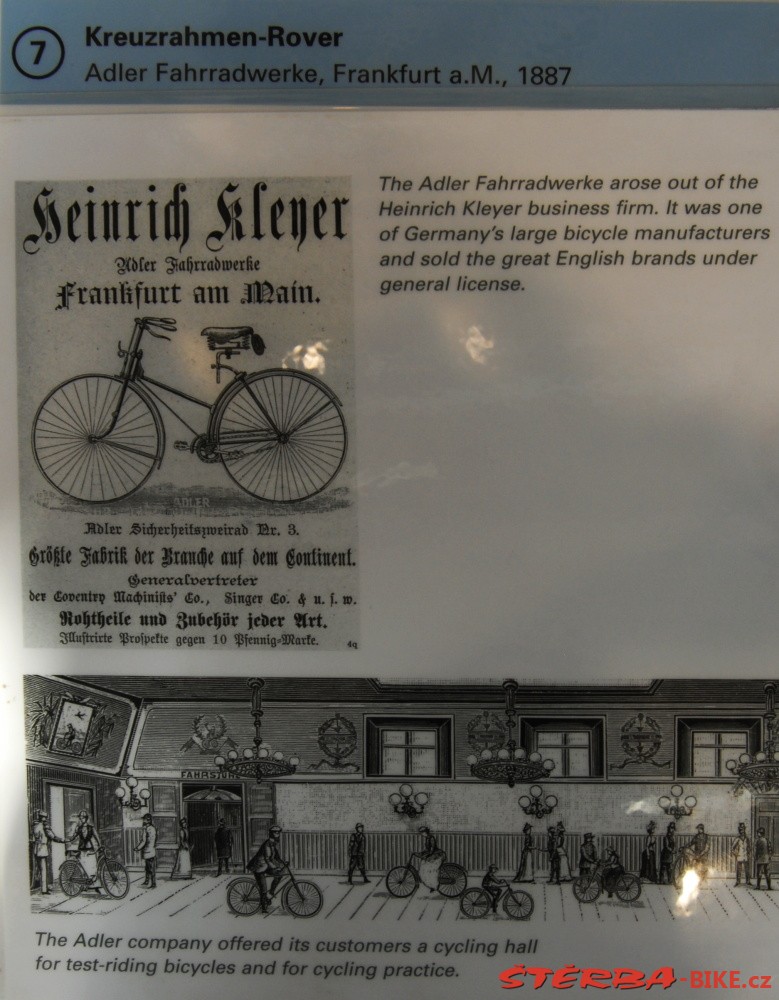 7
Kreuzrahmen-Rover
Adler Fahrradwerke, Frankfurt a.M., 1887
Heinrich Kleyer
Adler Fahrradwerke
Frankfurt am Main.
ADLER
Adler Sicherheitszweirad Nr. 3.
Größte Fabrik der Branche auf dem Continent.
Generalvertreter
der Coventry Machinists' Co., Singer Co. & u. s. w.
Rohtheile und Zubehör jeder Art.
Illustrirte Prospekte gegen 10 Pfennig-Marke.
The Adler Fahrradwerke arose out of the
Heinrich Kleyer business firm. It was one
of Germany's large bicycle manufacturers
and sold the great English brands under
general license.
The Adler company offered its customers a cycling hall
for test-riding bicycles and for cycling practice.
ŠTĚRBA-BIKE.cz